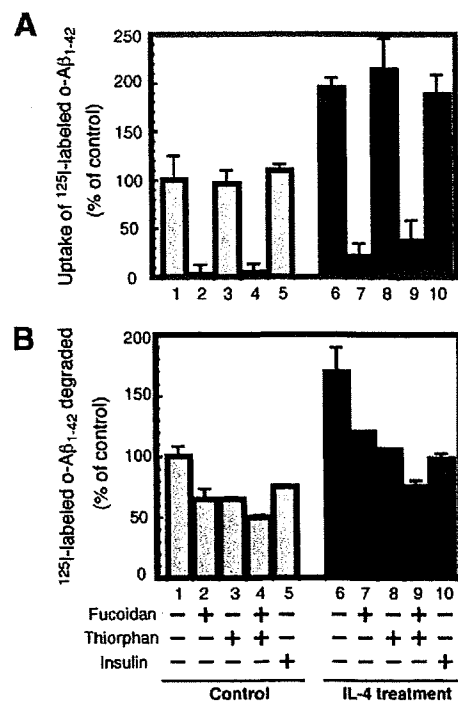 A
Uptake of ¹²⁵I-labeled o-Aβ₁₋₄₂
(% of control)
250
200
150
100
50
0
1 2 3 4 5 6 7 8 9 10
B
¹²⁵I-labeled o-Aβ₁₋₄₂ degraded
(% of control)
200
150
100
50
0
1 2 3 4 5 6 7 8 9 10
Fucoidan − + − + − − + − + −
Thiorphan − − + + − − − + + −
Insulin − − − − + − − − − +
Control IL-4 treatment